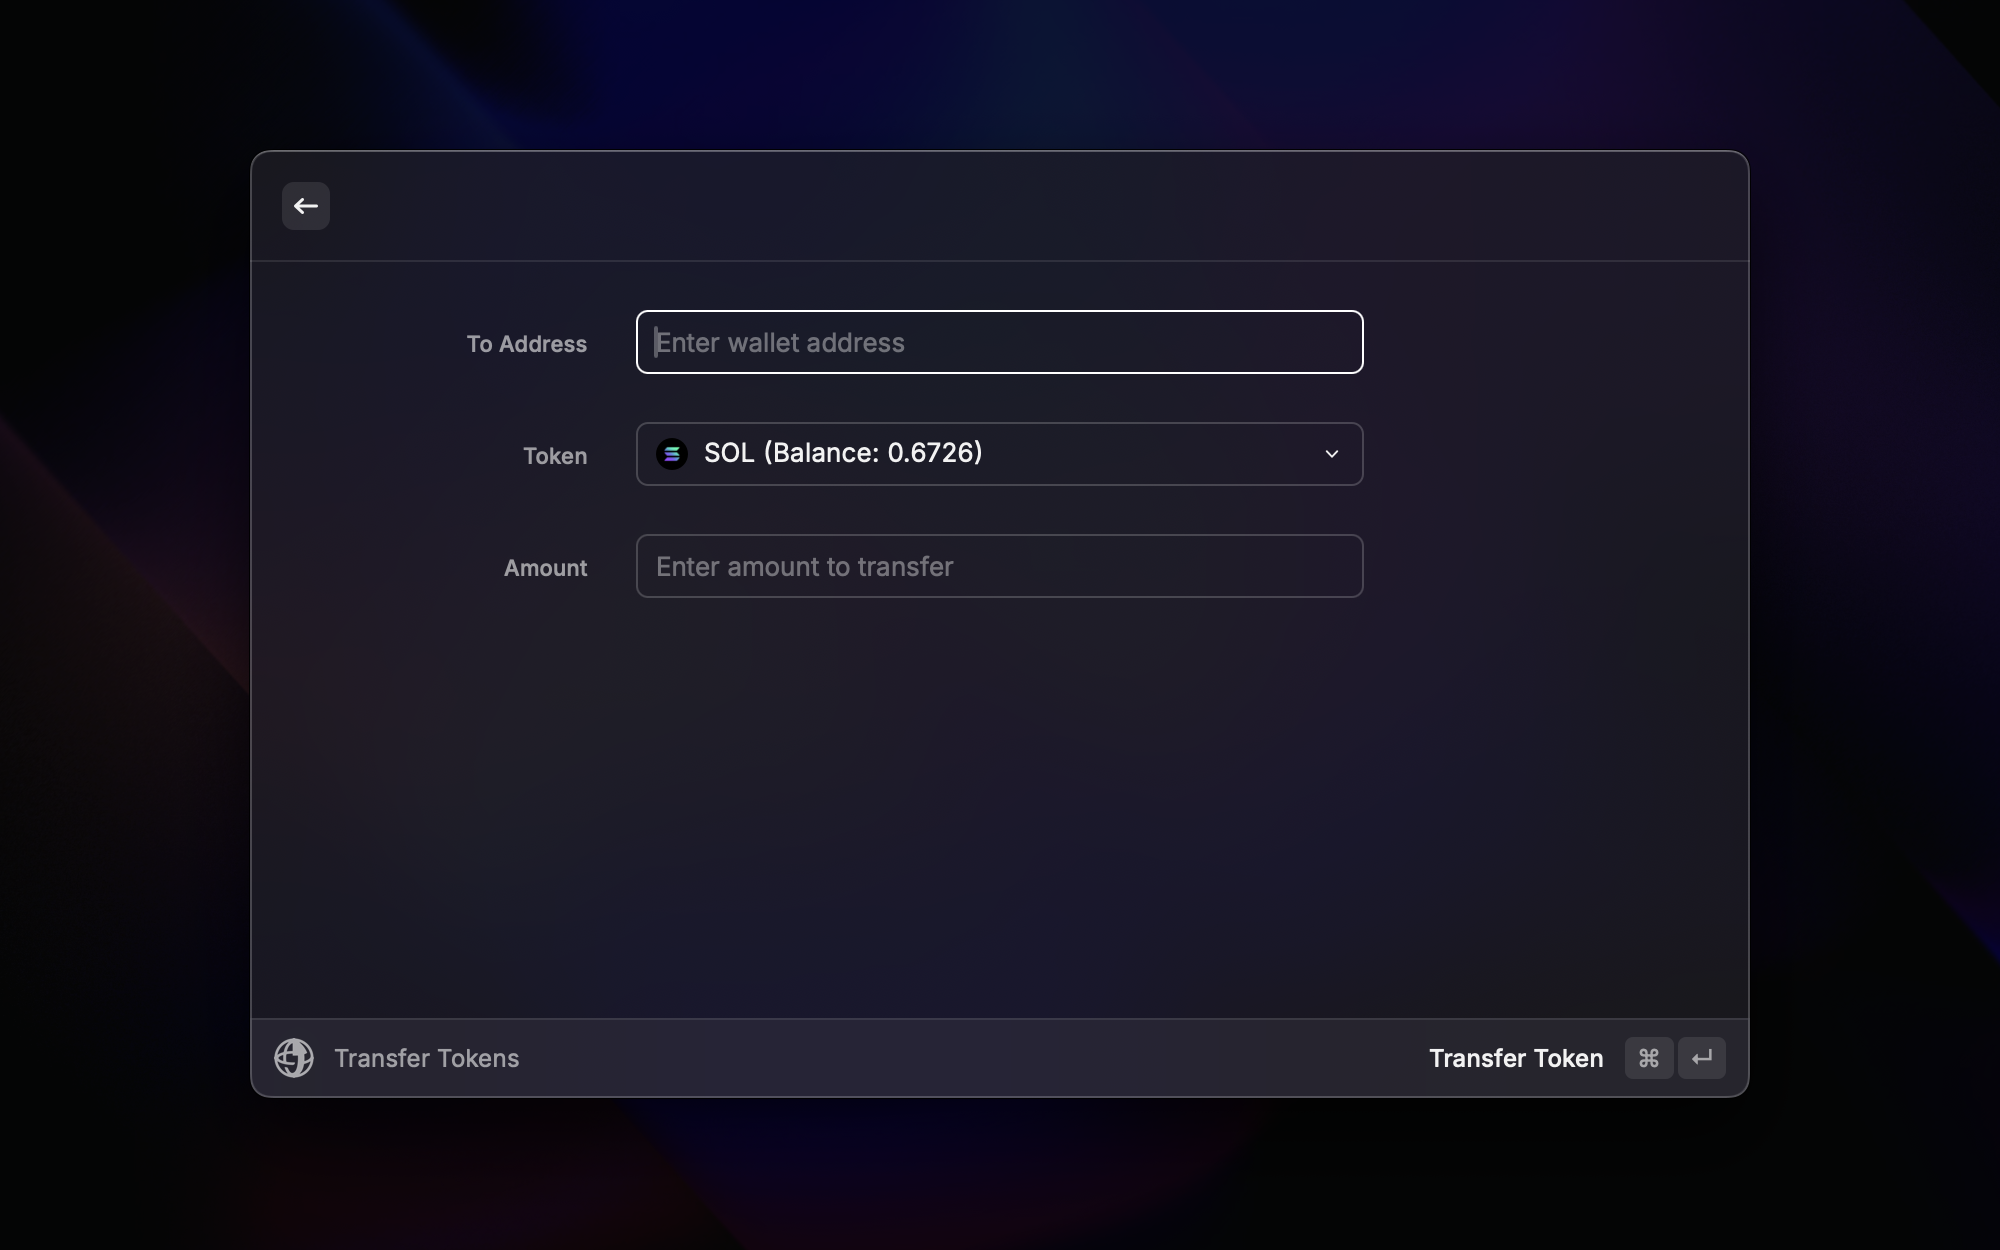 To Address
Enter wallet address
Token
SOL (Balance: 0.6726)
Amount
Enter amount to transfer
Transfer Tokens
Transfer Token ⌘ ↵